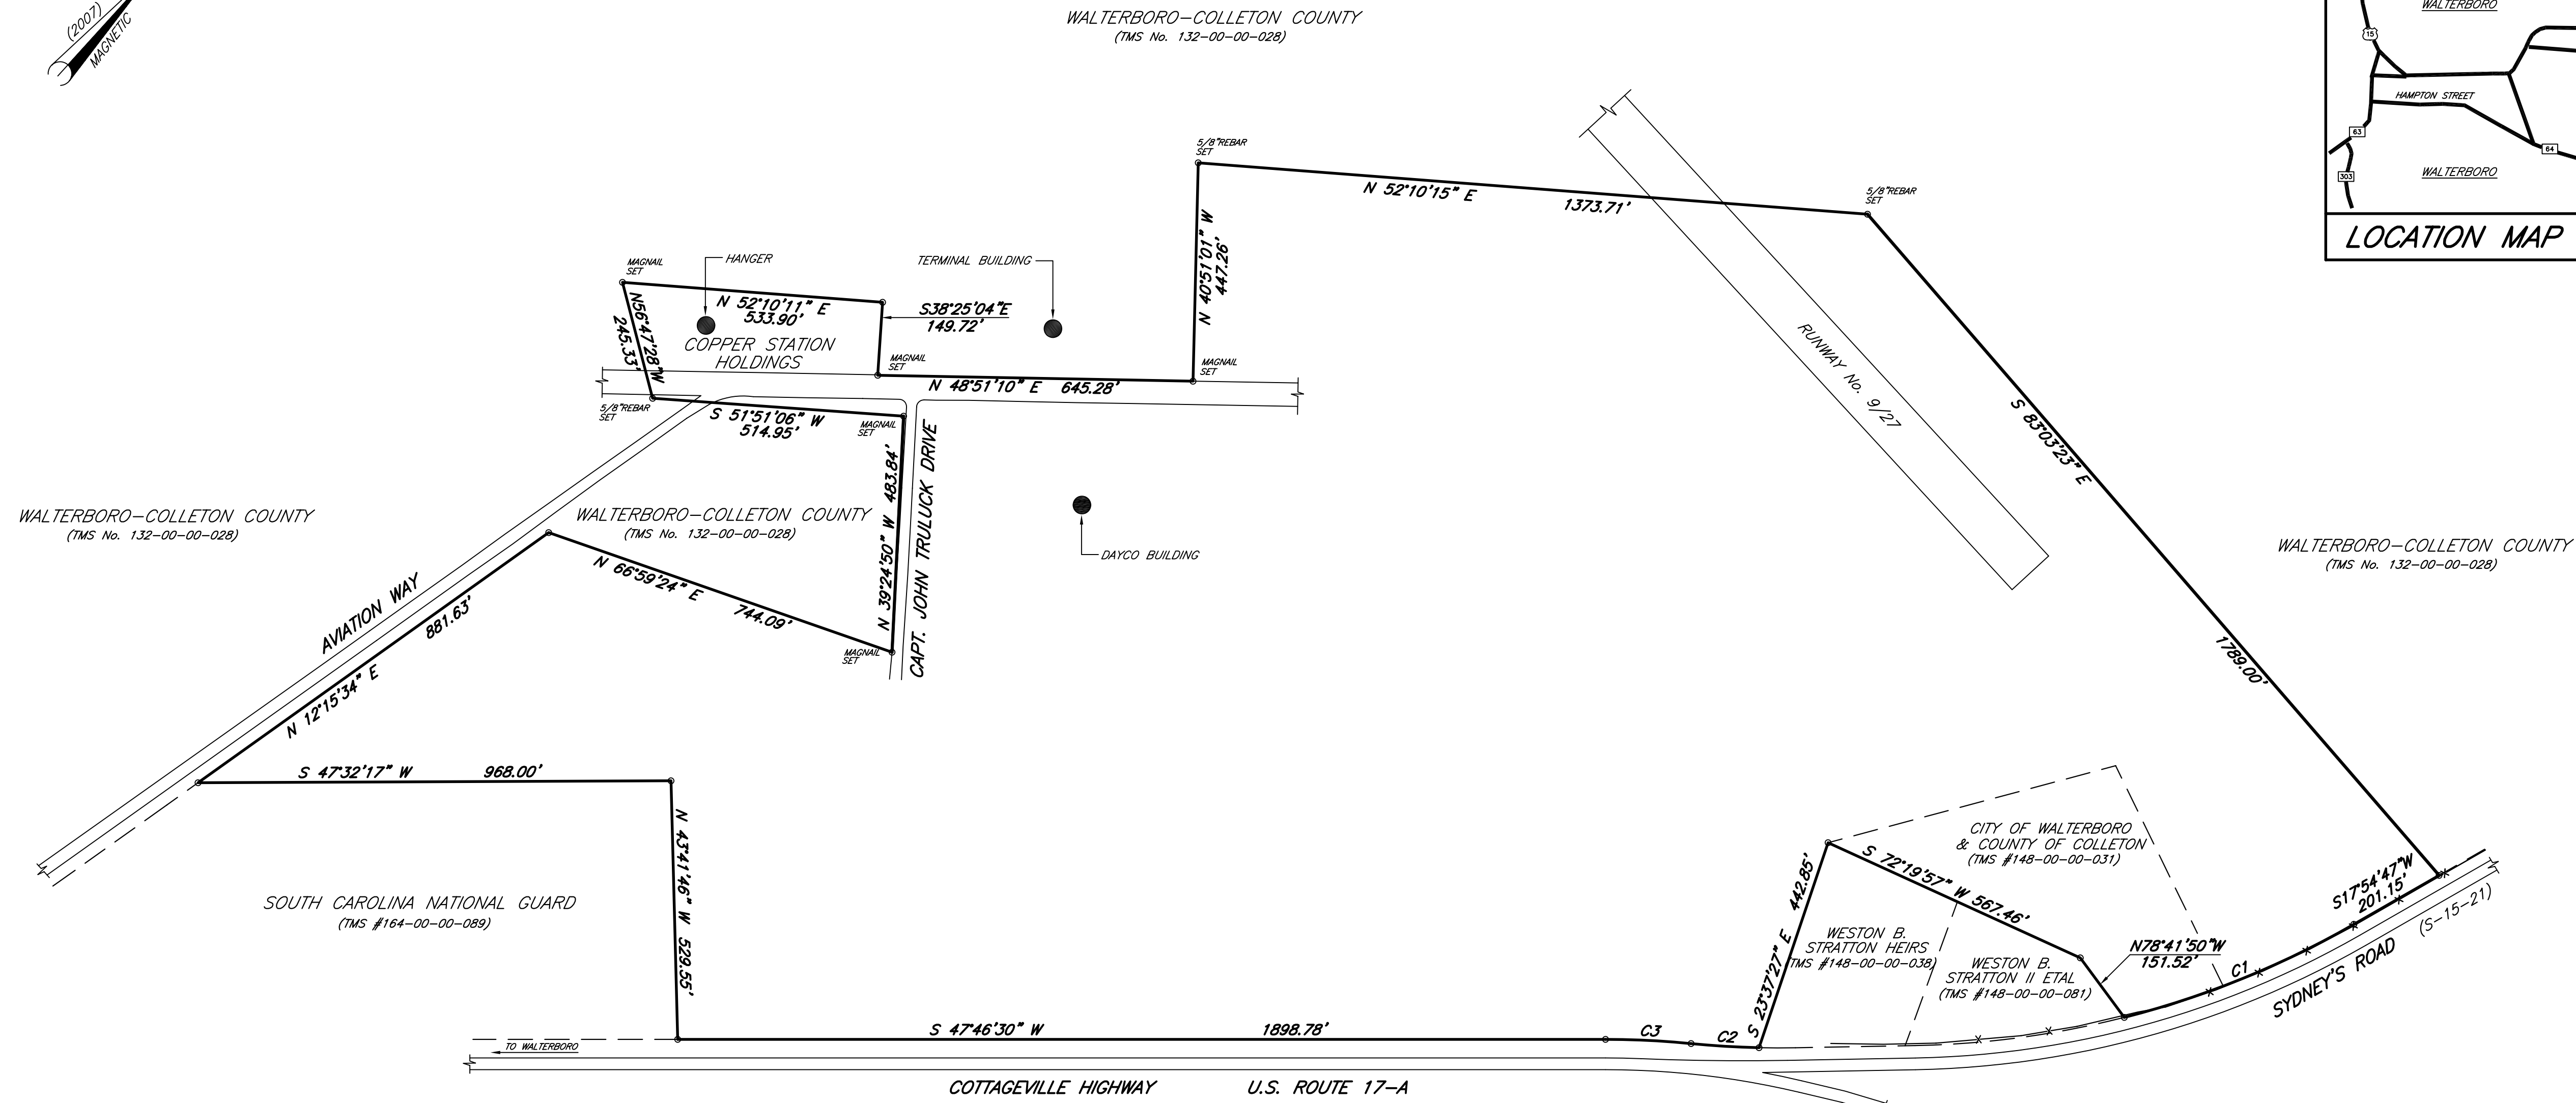 (2007)
MAGNETIC
WALTERBORO-COLLETON COUNTY
(TMS No. 132-00-00-028)
WALTERBORO
15
HAMPTON STREET
63
64
303
WALTERBORO
LOCATION MAP
5/8"REBAR
SET
N 52°10'15" E
1373.71'
5/8"REBAR
SET
N 40°51'01" W
447.26'
MAGNAIL
SET
HANGER
TERMINAL BUILDING
N 52°10'11" E
533.90'
S38°25'04"E
149.72'
N56°47'28"W
245.33'
COPPER STATION
HOLDINGS
MAGNAIL
SET
MAGNAIL
SET
N 48°51'10" E 645.28'
5/8"REBAR
SET
S 51°51'06" W
514.95'
MAGNAIL
SET
RUNWAY No. 9/27
S 83°03'23" E
1789.00'
N 39°24'50" W 483.84'
CAPT. JOHN TRULUCK DRIVE
WALTERBORO-COLLETON COUNTY
(TMS No. 132-00-00-028)
WALTERBORO-COLLETON COUNTY
(TMS No. 132-00-00-028)
DAYCO BUILDING
WALTERBORO-COLLETON COUNTY
(TMS No. 132-00-00-028)
N 66°59'24" E
744.09'
MAGNAIL
SET
AVIATION WAY
881.63'
N 12°15'34" E
S 47°32'17" W 968.00'
N 43°41'46" W 529.55'
SOUTH CAROLINA NATIONAL GUARD
(TMS #164-00-00-089)
CITY OF WALTERBORO
& COUNTY OF COLLETON
(TMS #148-00-00-031)
S 72°19'57" W 567.46'
442.85'
S 23°37'27" E
WESTON B.
STRATTON HEIRS
(TMS #148-00-00-038)
WESTON B.
STRATTON II ETAL
(TMS #148-00-00-081)
N78°41'50"W
151.52'
S17°54'47"W
201.15'
(S-15-21)
C1
SYDNEY'S ROAD
S 47°46'30" W 1898.78'
C3
C2
TO WALTERBORO
COTTAGEVILLE HIGHWAY U.S. ROUTE 17-A